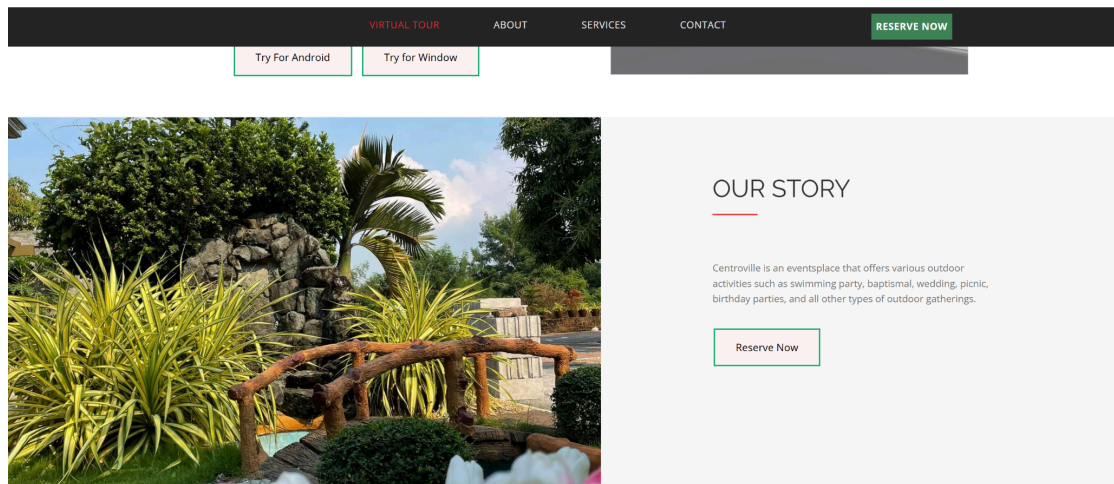 VIRTUAL TOUR ABOUT SERVICES CONTACT RESERVE NOW
Try For Android Try for Window
OUR STORY
Centroville is an eventsplace that offers various outdoor
activities such as swimming party, baptismal, wedding, picnic,
birthday parties, and all other types of outdoor gatherings.
Reserve Now